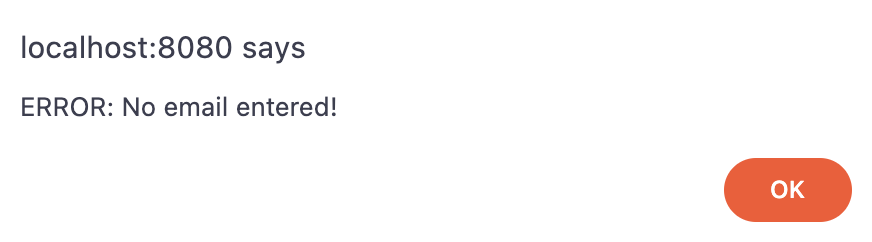 localhost:8080 says
ERROR: No email entered!
OK